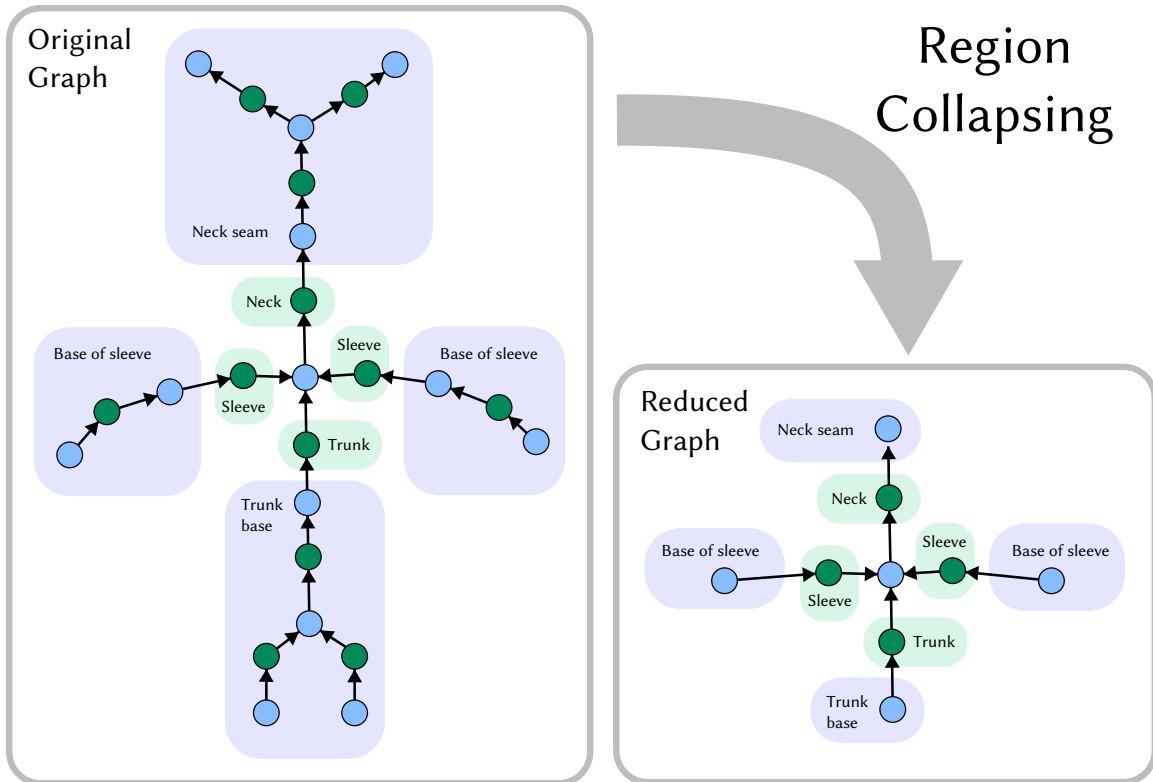 Original
Graph
Region
Collapsing
Neck seam
Neck
Base of sleeve
Sleeve
Base of sleeve
Sleeve
Trunk
Trunk
base
Reduced
Graph
Neck seam
Neck
Base of sleeve
Sleeve
Base of sleeve
Sleeve
Trunk
Trunk
base